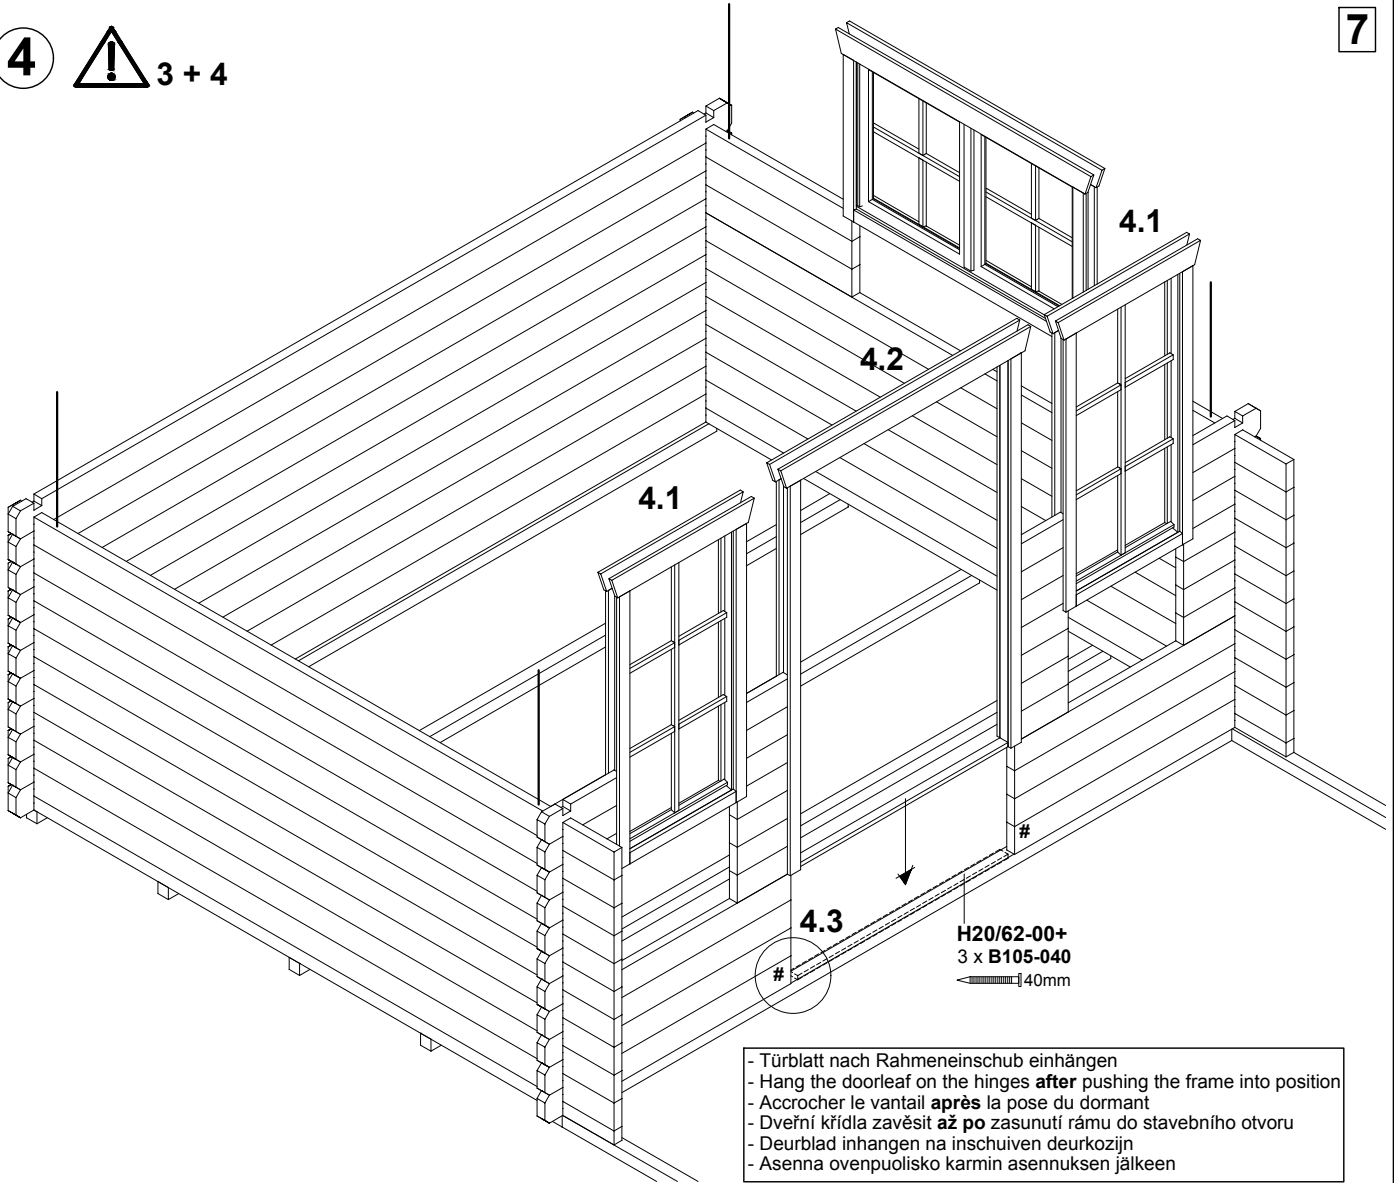 4
3 + 4
7
4.1
4.2
4.1
#
4.3
#
H20/62-00+
3 x B105-040
40mm
- Türblatt nach Rahmeneinschub einhängen
- Hang the doorleaf on the hinges after pushing the frame into position
- Accrocher le vantail après la pose du dormant
- Dveřní křídla zavěsit až po zasunutí rámu do stavebního otvoru
- Deurblad inhangen na inschuiven deurkozijn
- Asenna ovenpuolisko karmin asennuksen jälkeen